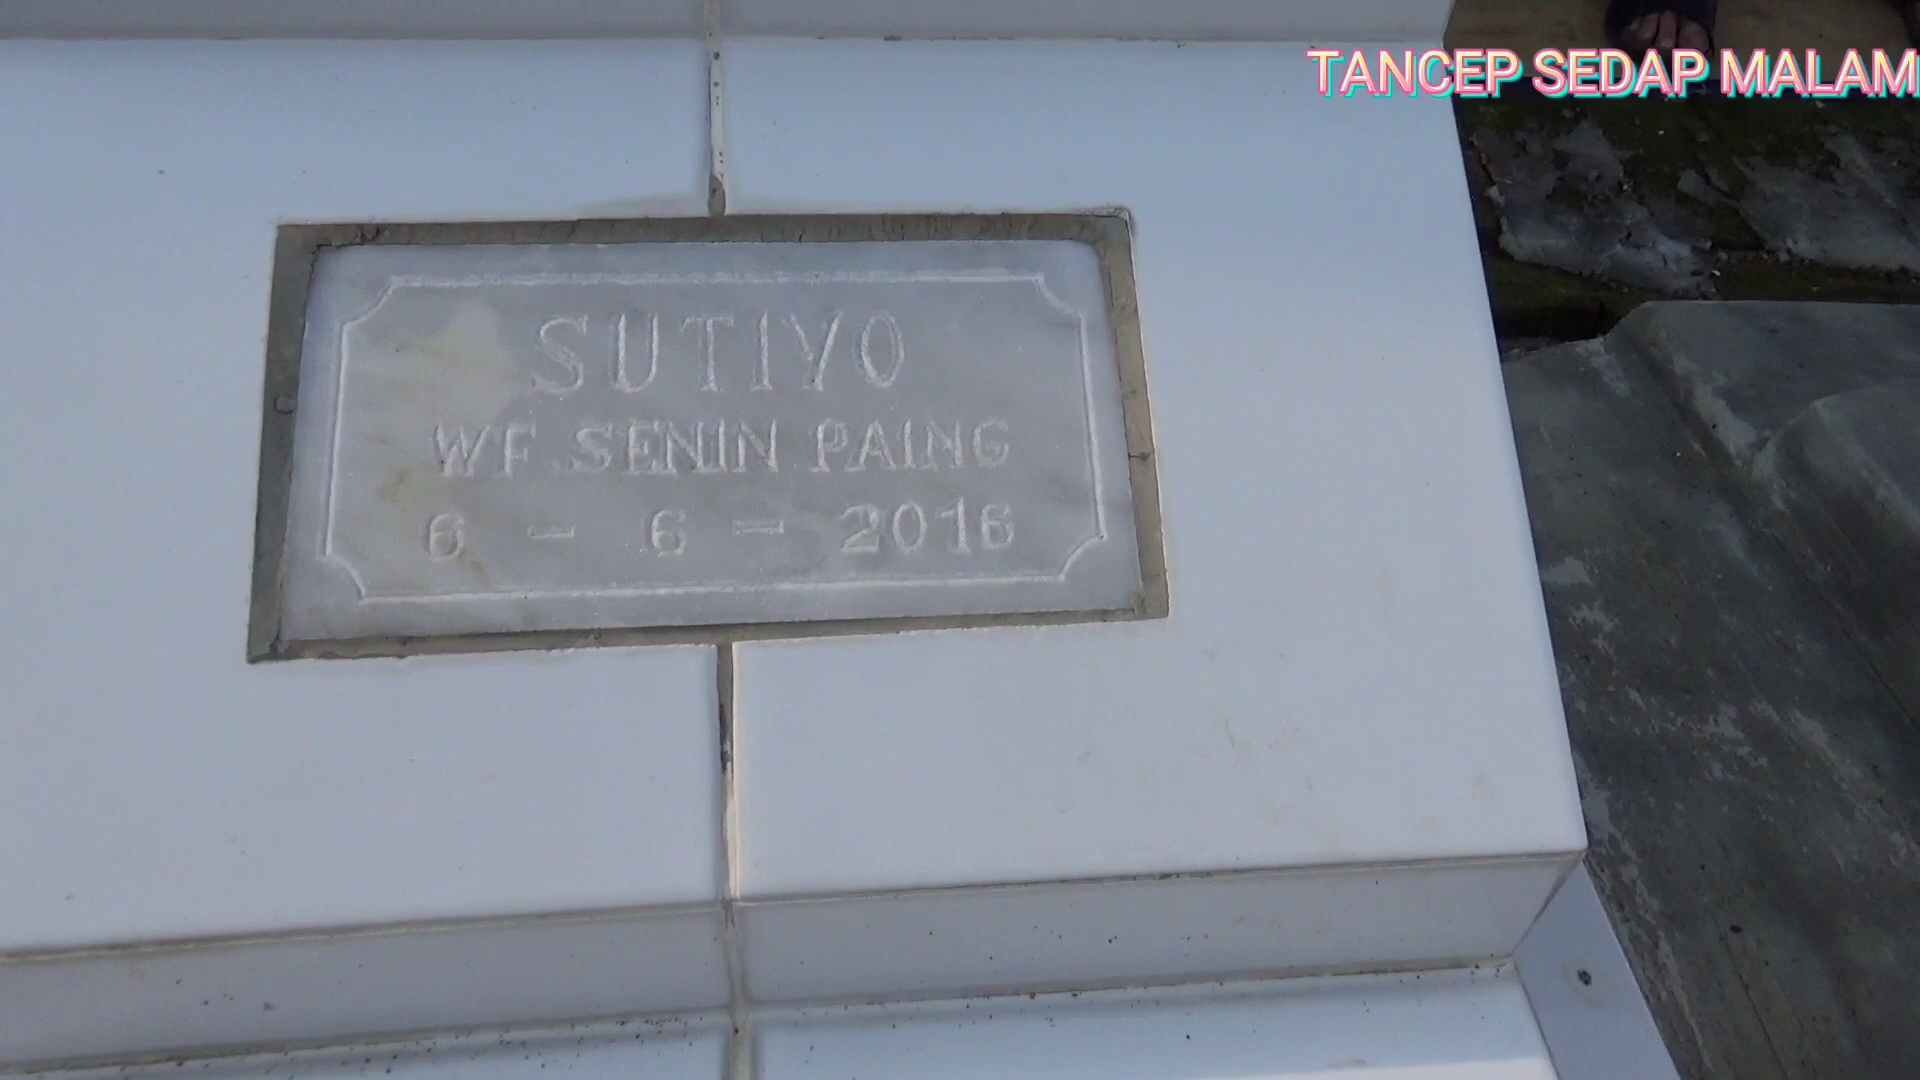 TANCEP SEDAP MALAM
SUTIYO
WF. SENIN PAING
6 - 6 - 2016